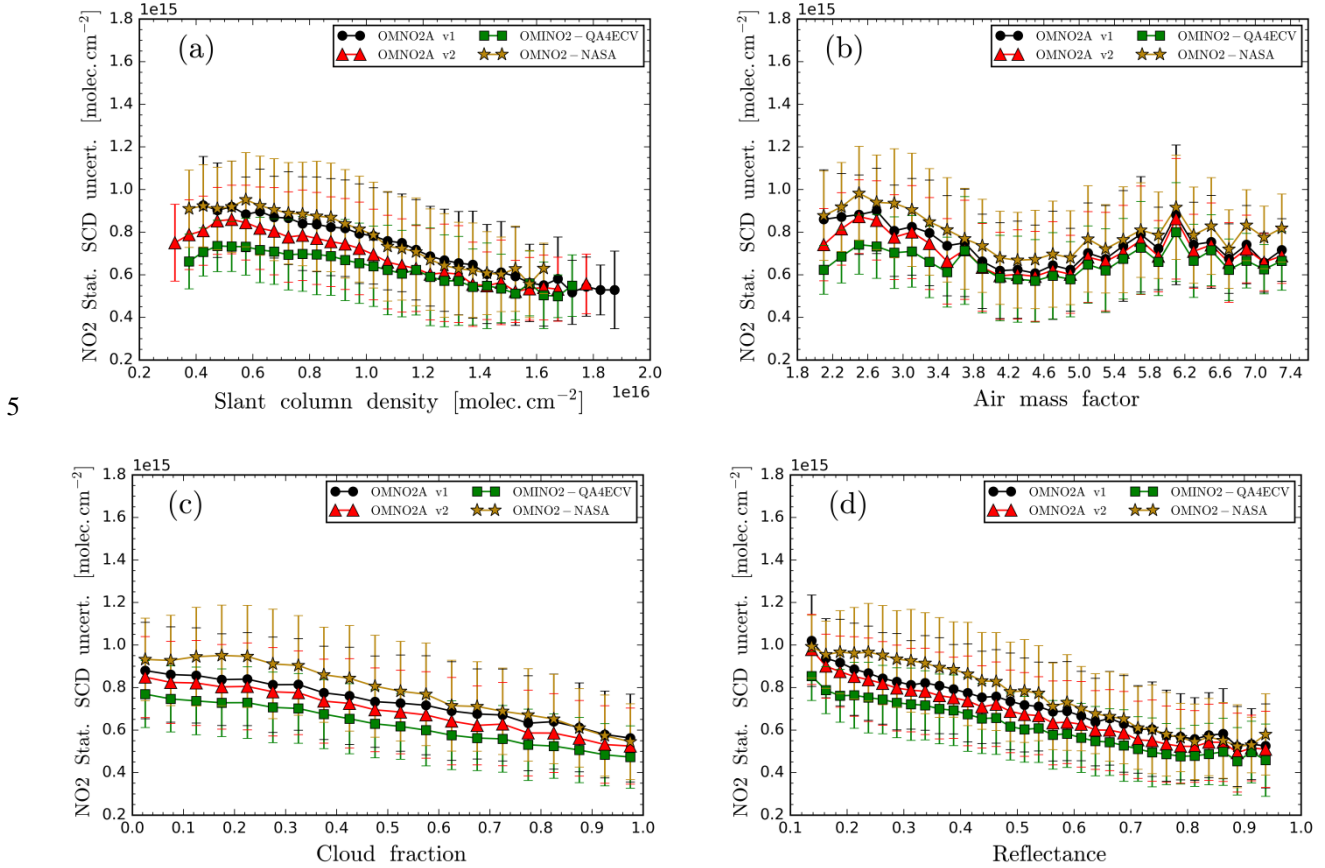 1e15
(a)
OMNO2A v1
OMNO2A v2
OMINO2−QA4ECV
OMNO2−NASA
NO2 Stat. SCD uncert. [molec.cm−2]
1.8
1.6
1.4
1.2
1.0
0.8
0.6
0.4
0.2
0.2 0.4 0.6 0.8 1.0 1.2 1.4 1.6 1.8 2.0
1e16
Slant column density [molec.cm−2]
1e15
(b)
OMNO2A v1
OMNO2A v2
OMINO2−QA4ECV
OMNO2−NASA
NO2 Stat. SCD uncert. [molec.cm−2]
1.8
1.6
1.4
1.2
1.0
0.8
0.6
0.4
0.2
1.8 2.2 2.6 3.0 3.4 3.8 4.2 4.6 5.0 5.4 5.8 6.2 6.6 7.0 7.4
Air mass factor
5
1e15
(c)
OMNO2A v1
OMNO2A v2
OMINO2−QA4ECV
OMNO2−NASA
NO2 Stat. SCD uncert. [molec.cm−2]
1.8
1.6
1.4
1.2
1.0
0.8
0.6
0.4
0.2
0.0 0.1 0.2 0.3 0.4 0.5 0.6 0.7 0.8 0.9 1.0
Cloud fraction
1e15
(d)
OMNO2A v1
OMNO2A v2
OMINO2−QA4ECV
OMNO2−NASA
NO2 Stat. SCD uncert. [molec.cm−2]
1.8
1.6
1.4
1.2
1.0
0.8
0.6
0.4
0.2
0.1 0.2 0.3 0.4 0.5 0.6 0.7 0.8 0.9 1.0
Reflectance